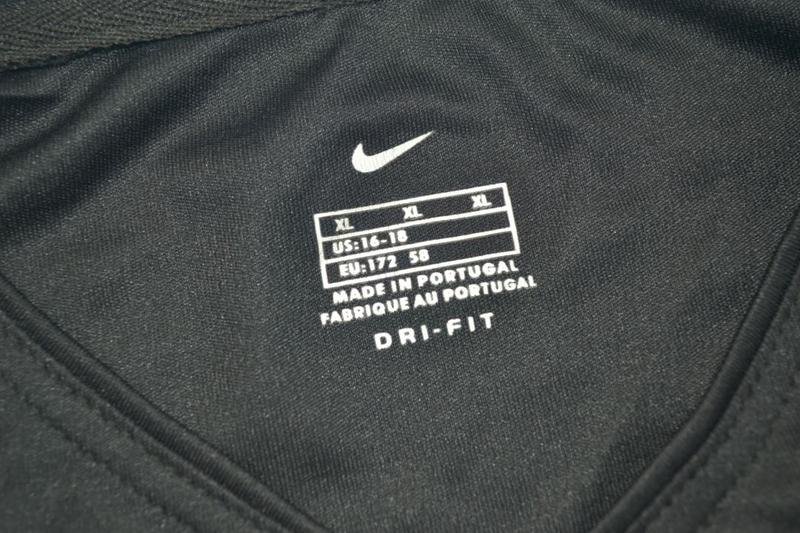 XL XL XL
US:16-18
EU:172 58
MADE IN PORTUGAL
FABRIQUE AU PORTUGAL
DRI-FIT